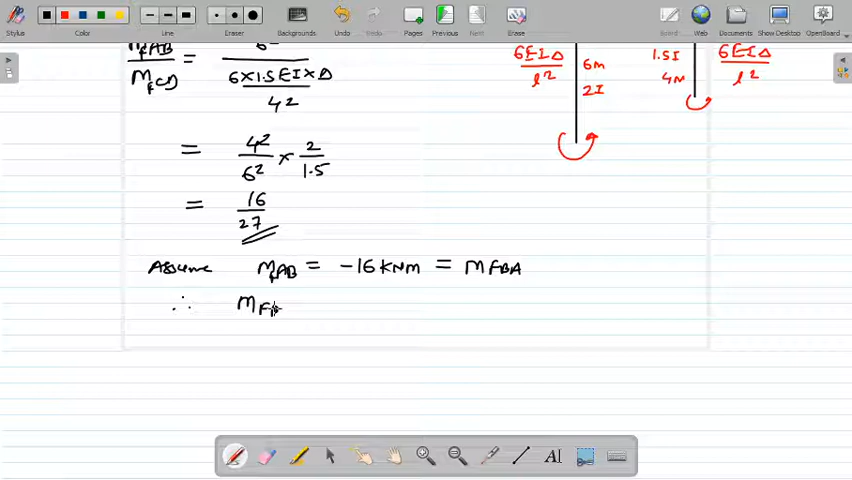 Stylus Color Line Eraser Backgrounds Undo Redo Pages Previous Next Erase Board Web Documents Show Desktop OpenBoard
MfAB / MfCD =
6×1.5EI×Δ / 4²
= 4²/6² × 2/1.5
= 16/27
Assume MfAB = -16 KNM = MFBA
∴ MF
6EIΔ/l²
6m
2I
1.5I
4M
6EIΔ/l²
AI